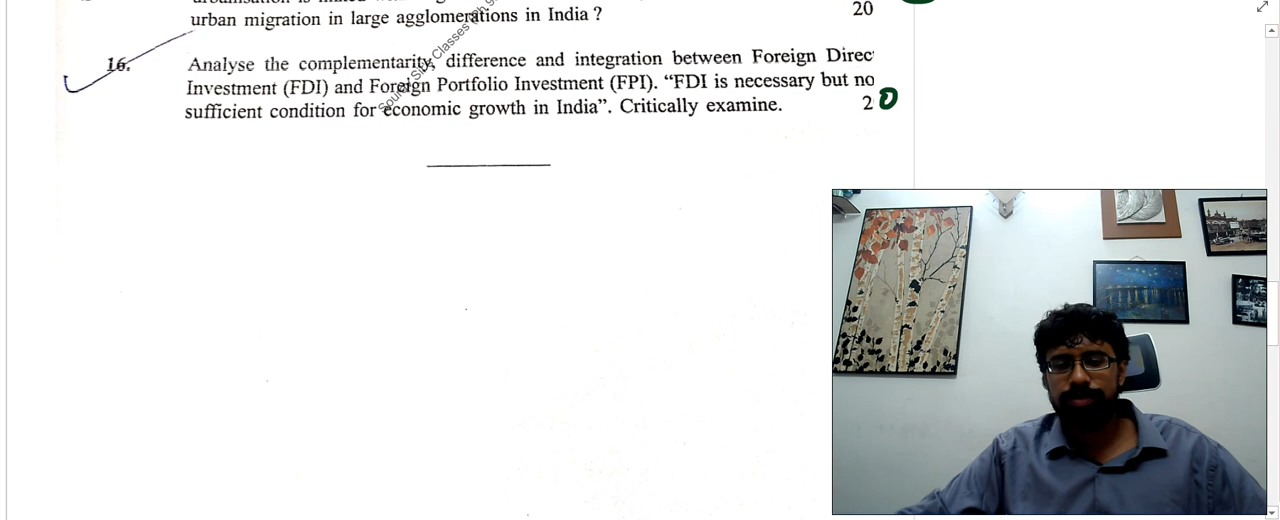 urban migration in large agglomerations in India ?
20
16.
Analyse the complementarity, difference and integration between Foreign Direc
Investment (FDI) and Foreign Portfolio Investment (FPI). “FDI is necessary but no
sufficient condition for economic growth in India”. Critically examine.
20
Classes